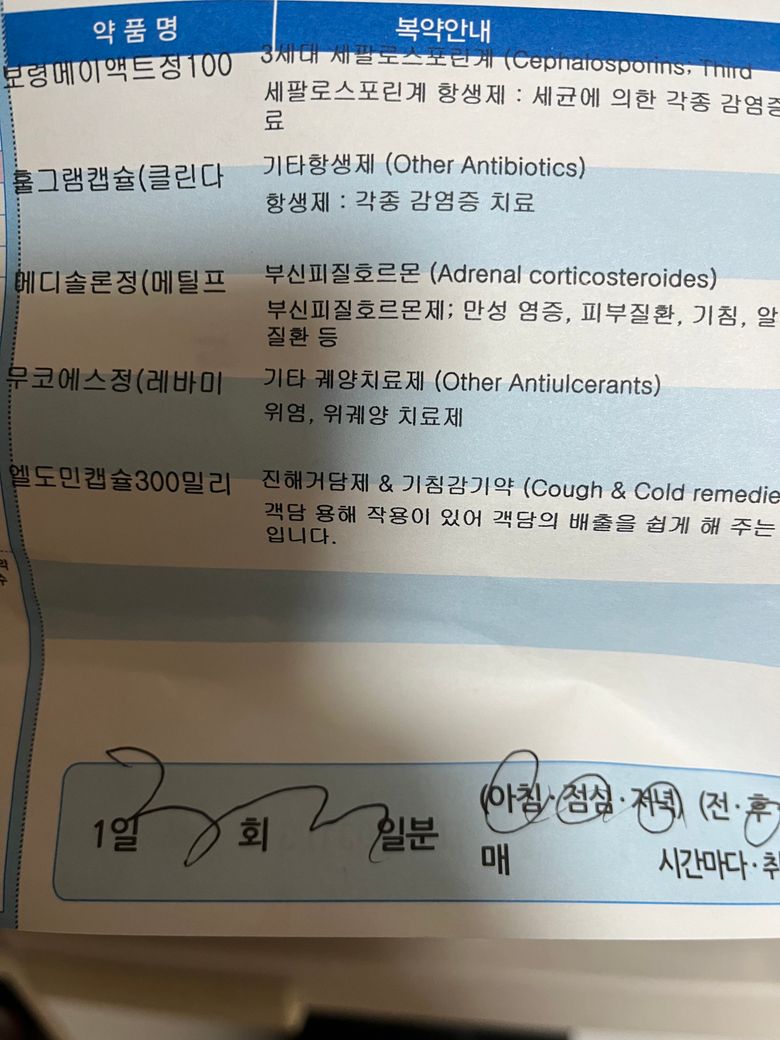 약 품 명 복약안내
보령메이액트정100 3세대 세팔로스포린계 (Cephalosporins, Third
세팔로스포린계 항생제 : 세균에 의한 각종 감염증
료
홀그램캡슐(클린다 기타항생제 (Other Antibiotics)
항생제 : 각종 감염증 치료
메디솔론정(메틸프 부신피질호르몬 (Adrenal corticosteroides)
부신피질호르몬제; 만성 염증, 피부질환, 기침, 알
질환 등
무코에스정(레바미 기타 궤양치료제 (Other Antiulcerants)
위염, 위궤양 치료제
엘도민캡슐300밀리 진해거담제 & 기침감기약 (Cough & Cold remedie
객담 용해 작용이 있어 객담의 배출을 쉽게 해 주는
입니다.
(아침·점심·저녁) (전·후
1일 회 일분
매 시간마다·취